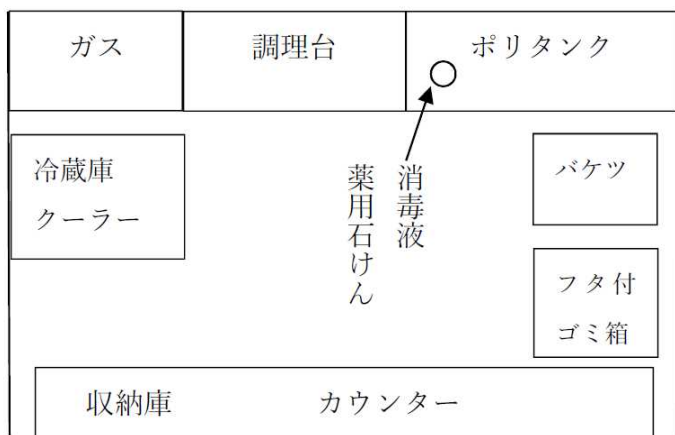 ガス
調理台
ポリタンク
冷蔵庫
クーラー
消毒液
薬用石けん
バケツ
フタ付
ゴミ箱
収納庫
カウンター